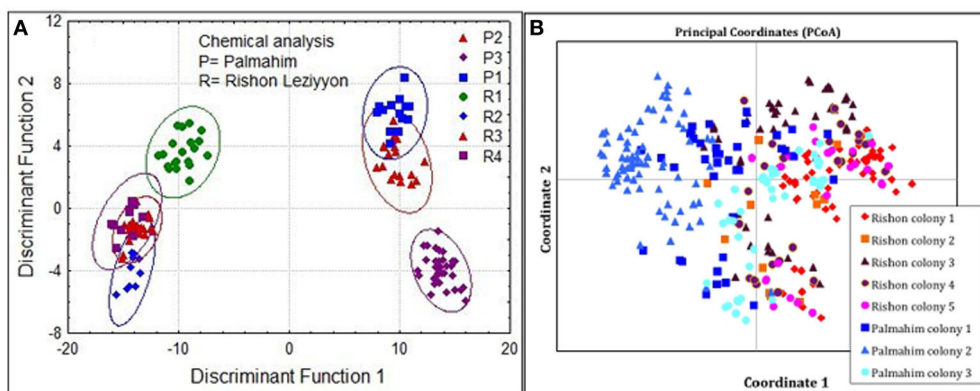 A
12
8
4
0
-4
-8
Discriminant Function 2
Chemical analysis
P= Palmahim
R= Rishon Leziyyon
P2
P3
P1
R1
R2
R3
R4
-20
-10
0
10
20
Discriminant Function 1
B
Principal Coordinates (PCoA)
Coordinate 2
Rishon colony 1
Rishon colony 2
Rishon colony 3
Rishon colony 4
Rishon colony 5
Palmahim colony 1
Palmahim colony 2
Palmahim colony 3
Coordinate 1